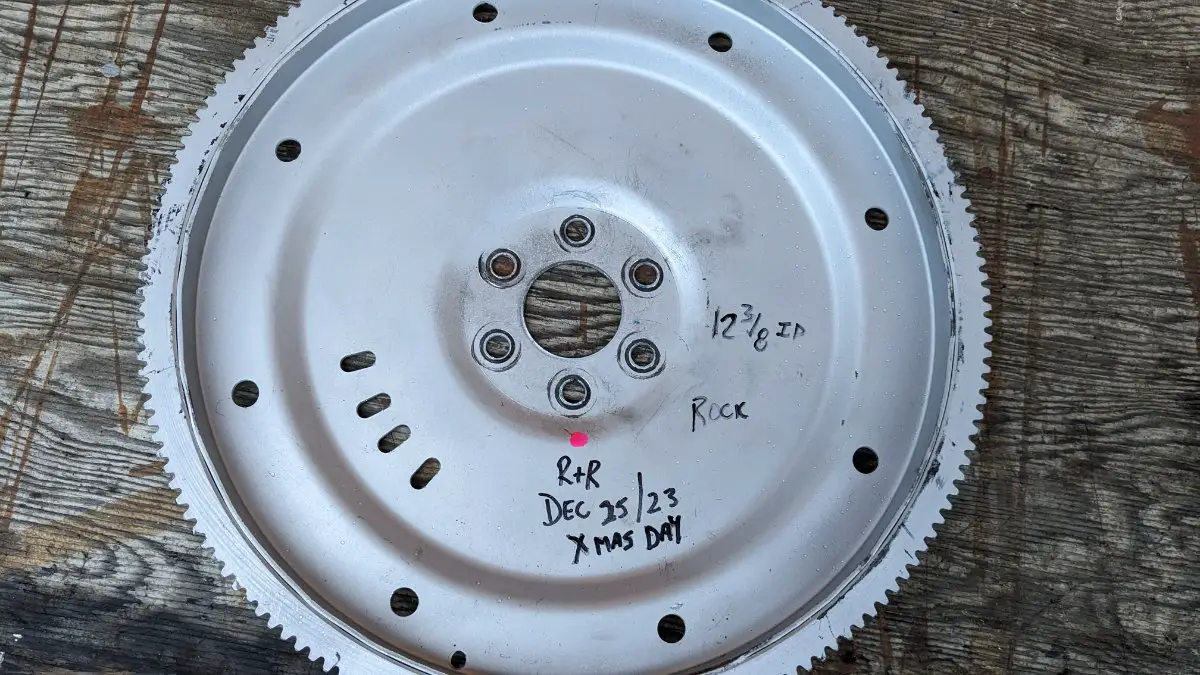 12 3/8 ID
ROCK
R+R
DEC 25/23
XMAS DAY